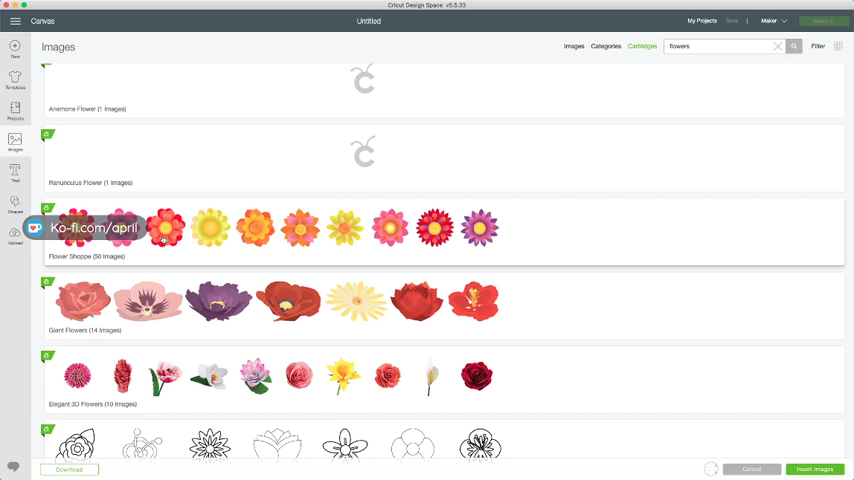 Cricut Design Space v5.5.33
Canvas
Untitled
My Projects
Save
Maker
Make It
New
Templates
Projects
Images
Text
Shapes
Upload
Images
Images
Categories
Cartridges
flowers
Filter
Anemone Flower (1 Images)
Ranunculus Flower (1 Images)
Ko-fi.com/april
Flower Shoppe (50 Images)
Giant Flowers (14 Images)
Elegant 3D Flowers (10 Images)
Download
Cancel
Insert Images